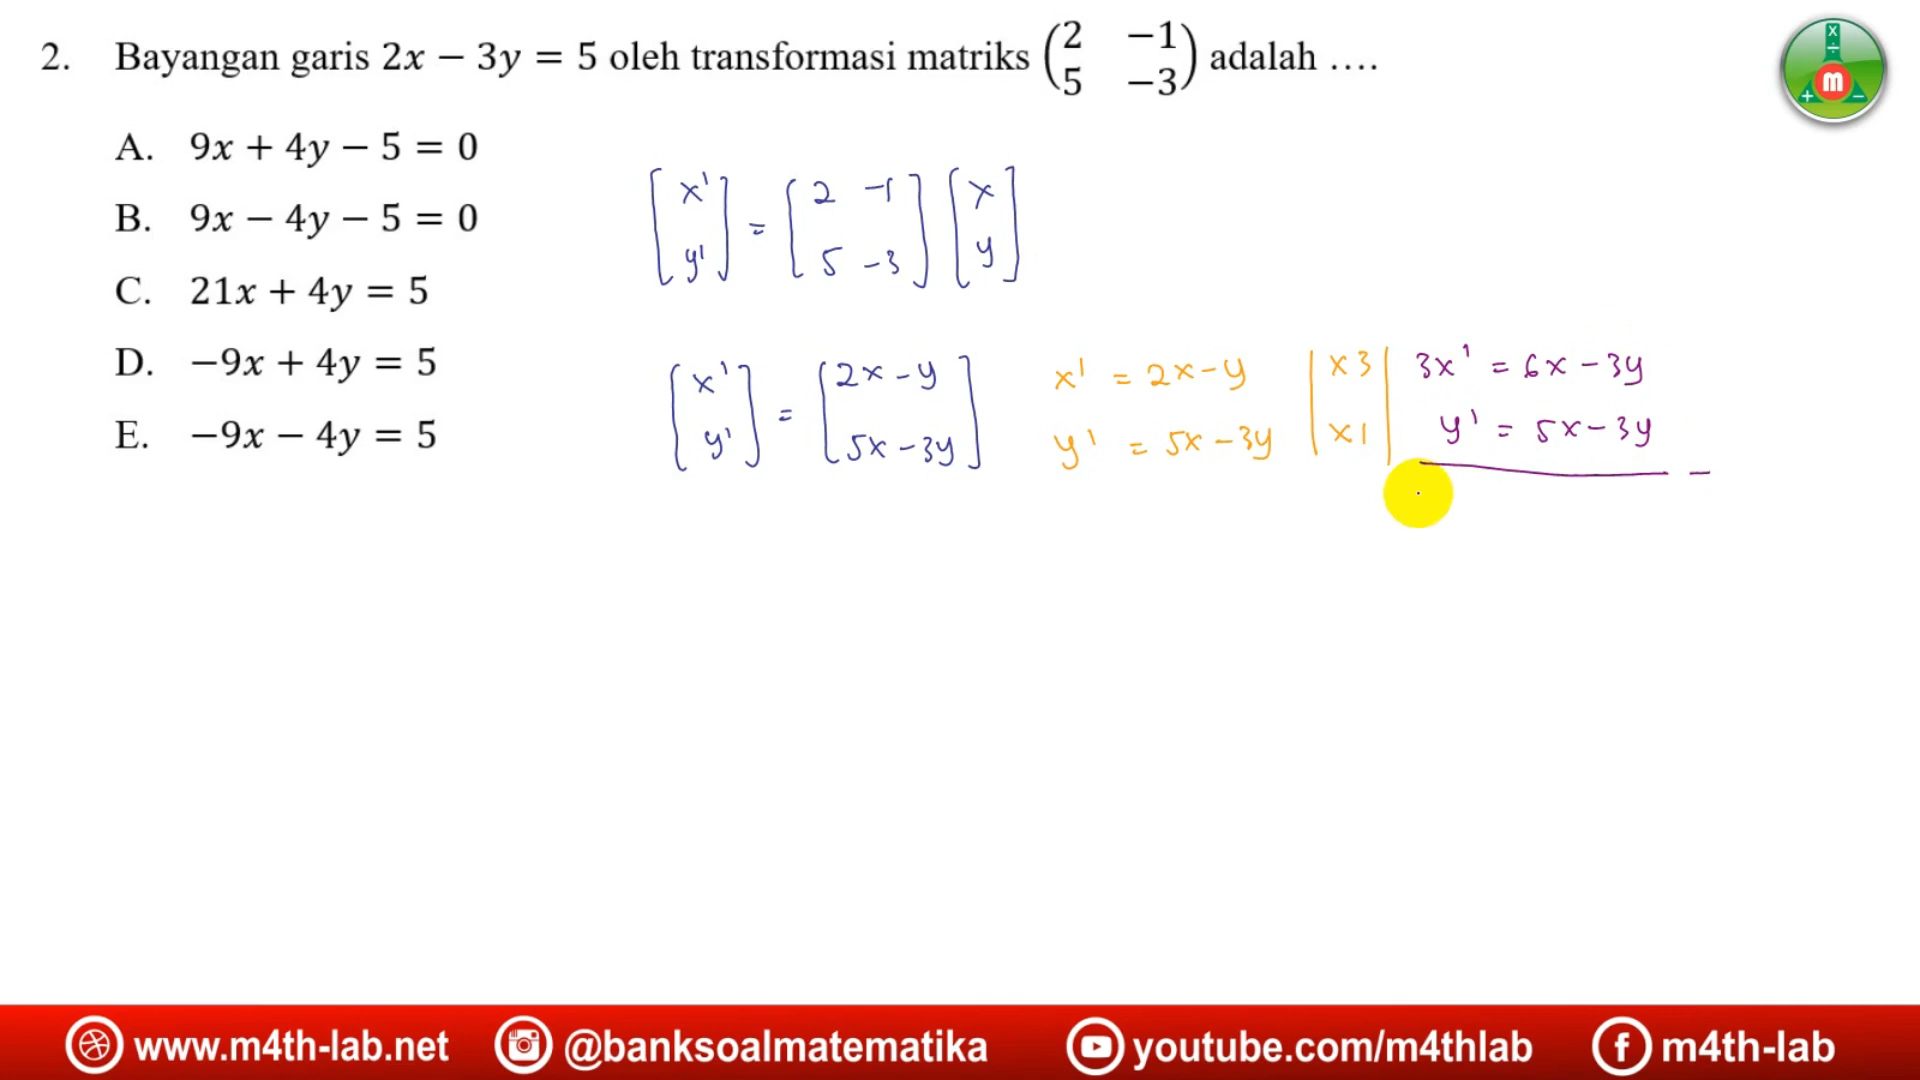 2. Bayangan garis 2x − 3y = 5 oleh transformasi matriks (2 −1
5 −3) adalah ....
A. 9x + 4y − 5 = 0
B. 9x − 4y − 5 = 0
C. 21x + 4y = 5
D. −9x + 4y = 5
E. −9x − 4y = 5
[x' y'] = [2 -1
5 -3] [x y]
[x' y'] = [2x - y
5x - 3y]
x' = 2x - y | x3 | 3x' = 6x - 3y
y' = 5x - 3y | x1 | y' = 5x - 3y
−
x ÷ m + −
www.m4th-lab.net @banksoalmatematika youtube.com/m4thlab f m4th-lab